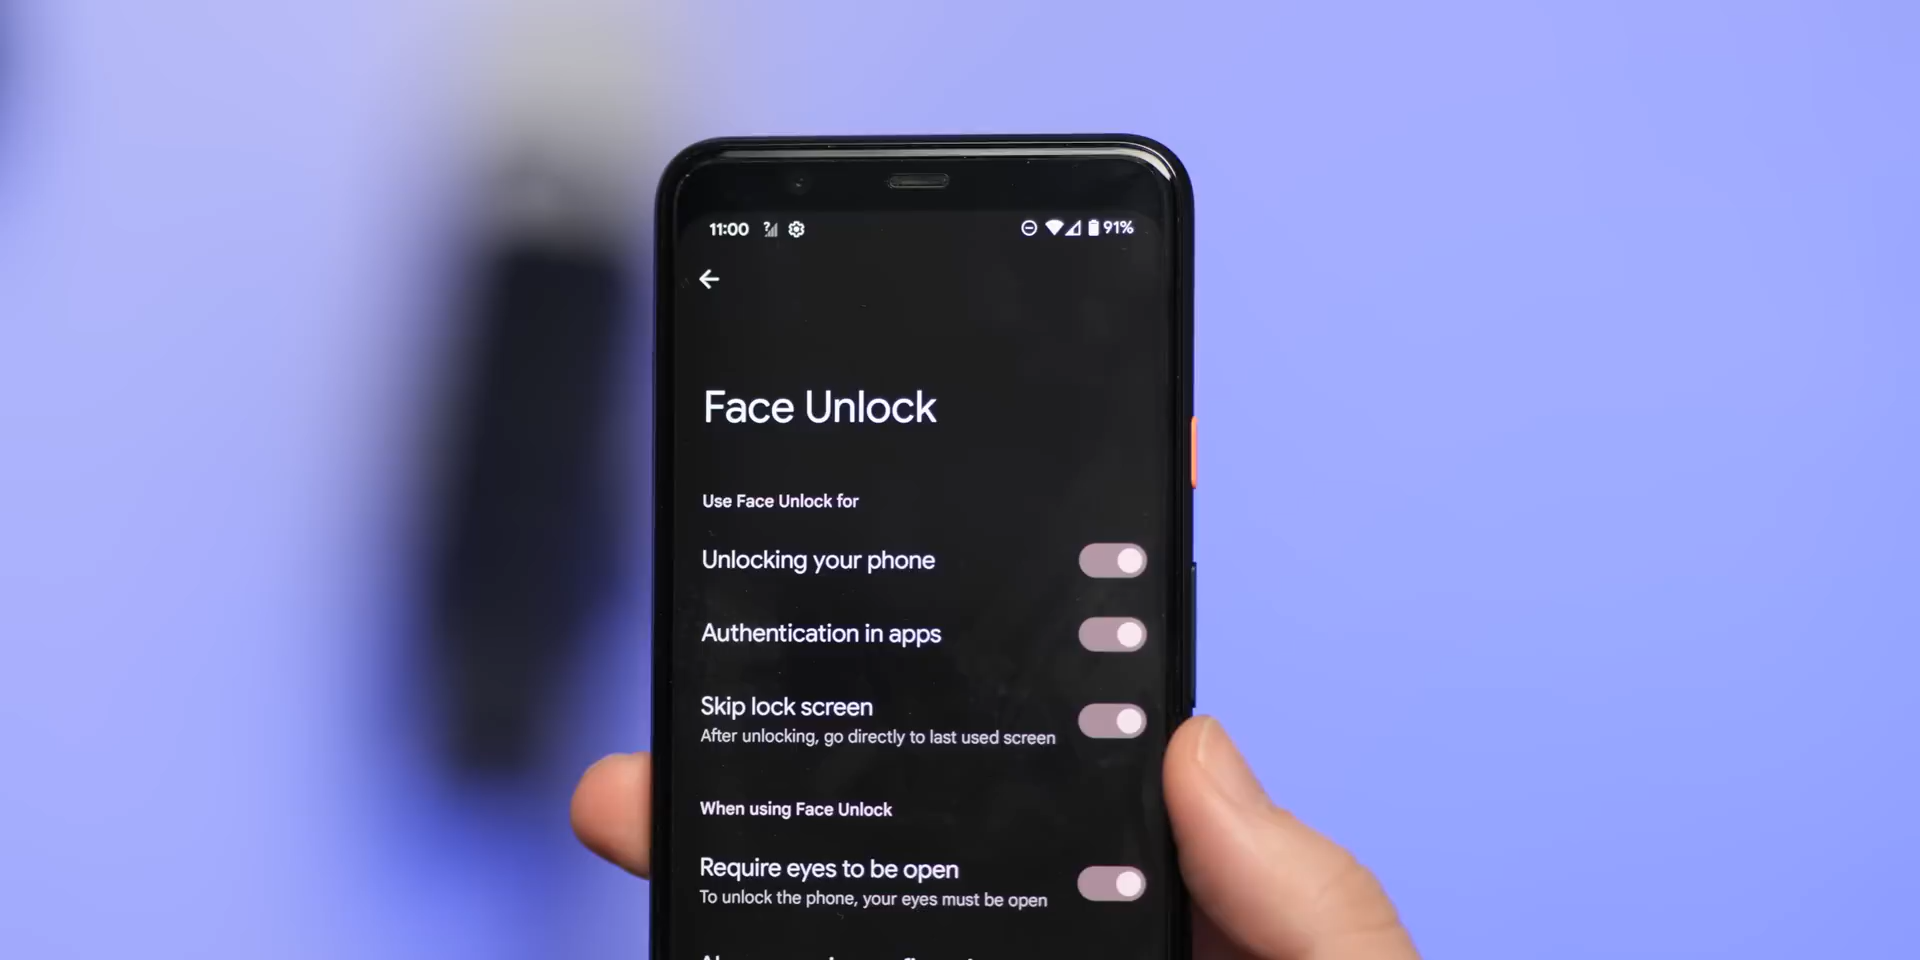 11:00 91%
Face Unlock
Use Face Unlock for
Unlocking your phone
Authentication in apps
Skip lock screen
After unlocking, go directly to last used screen
When using Face Unlock
Require eyes to be open
To unlock the phone, your eyes must be open